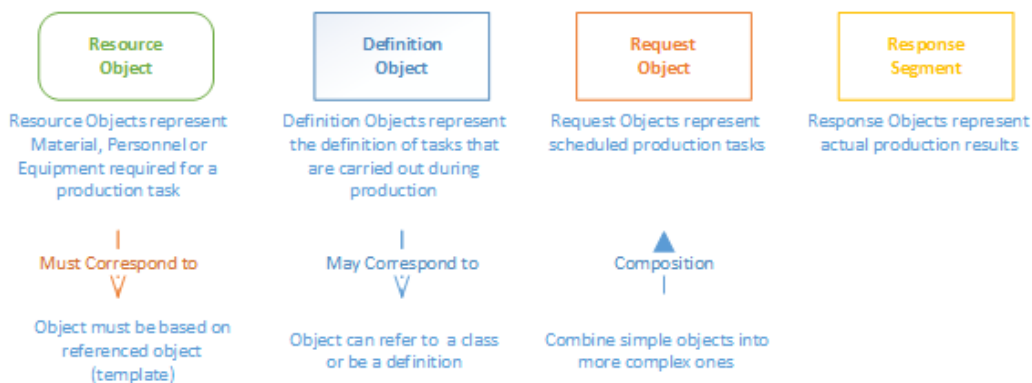 Resource
Object
Definition
Object
Request
Object
Response
Segment
Resource Objects represent
Material, Personnel or
Equipment required for a
production task
Definition Objects represent
the definition of tasks that
are carried out during
production
Request Objects represent
scheduled production tasks
Response Objects represent
actual production results
Must Correspond to
May Correspond to
Composition
Object must be based on
referenced object
(template)
Object can refer to a class
or be a definition
Combine simple objects into
more complex ones